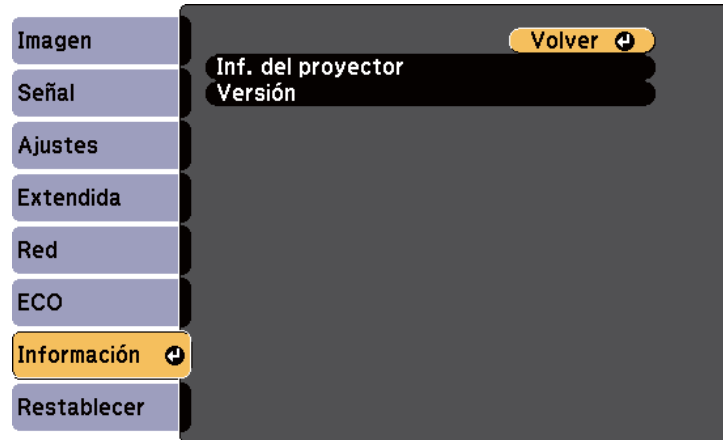 Imagen
Señal
Ajustes
Extendida
Red
ECO
Información
Restablecer
Volver
Inf. del proyector
Versión